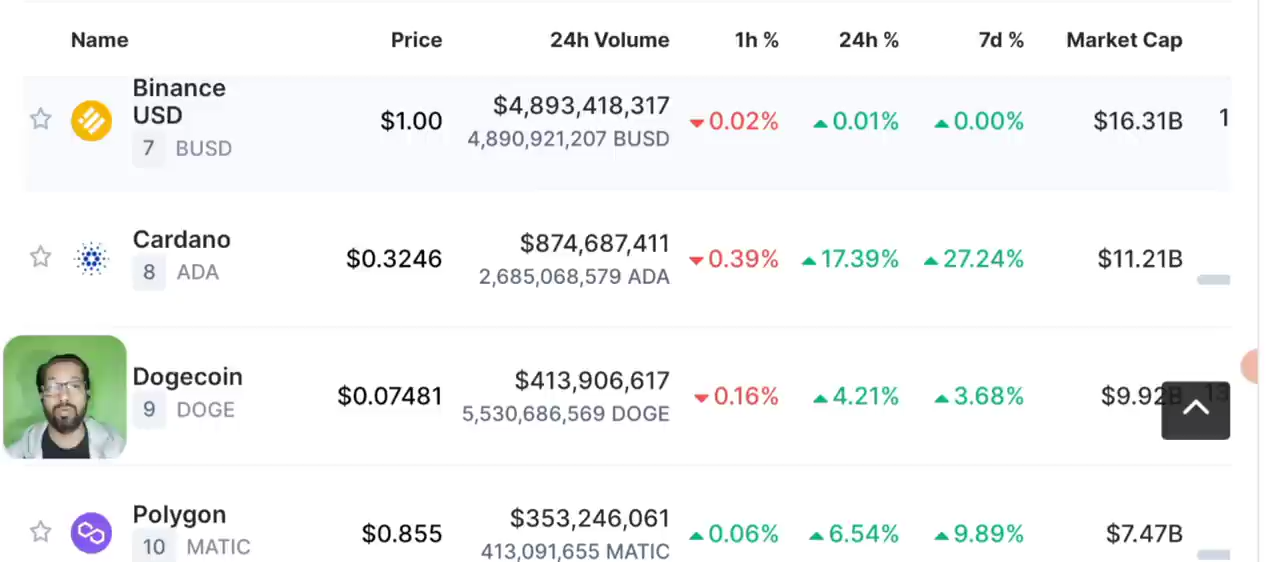 Name Price 24h Volume 1h % 24h % 7d % Market Cap
Binance
USD
7 BUSD
$1.00 $4,893,418,317 0.02% 0.01% 0.00% $16.31B 1
4,890,921,207 BUSD
Cardano
8 ADA
$0.3246 $874,687,411 0.39% 17.39% 27.24% $11.21B
2,685,068,579 ADA
Dogecoin
9 DOGE
$0.07481 $413,906,617 0.16% 4.21% 3.68% $9.92B 13
5,530,686,569 DOGE
Polygon
10 MATIC
$0.855 $353,246,061 0.06% 6.54% 9.89% $7.47B
413,091,655 MATIC